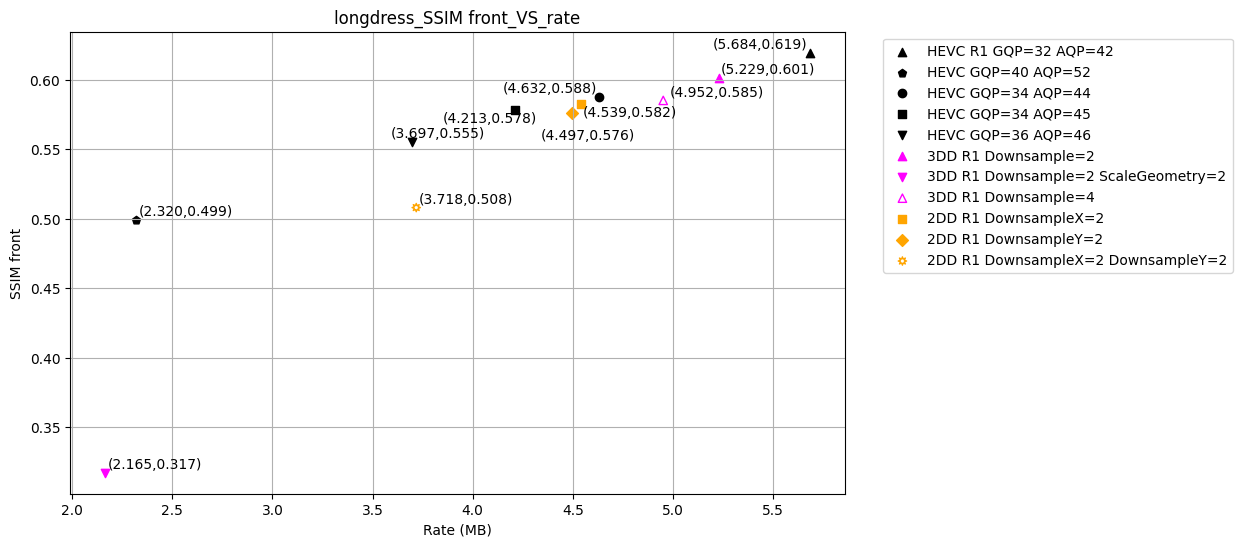 longdress_SSIM front_VS_rate
(5.684,0.619)
(5.229,0.601)
(4.632,0.588)
(4.952,0.585)
(4.539,0.582)
(4.213,0.578)
(4.497,0.576)
(3.697,0.555)
(3.718,0.508)
(2.320,0.499)
(2.165,0.317)
0.60
0.55
0.50
0.45
0.40
0.35
SSIM front
2.0
2.5
3.0
3.5
4.0
4.5
5.0
5.5
Rate (MB)
HEVC R1 GQP=32 AQP=42
HEVC GQP=40 AQP=52
HEVC GQP=34 AQP=44
HEVC GQP=34 AQP=45
HEVC GQP=36 AQP=46
3DD R1 Downsample=2
3DD R1 Downsample=2 ScaleGeometry=2
3DD R1 Downsample=4
2DD R1 DownsampleX=2
2DD R1 DownsampleY=2
2DD R1 DownsampleX=2 DownsampleY=2